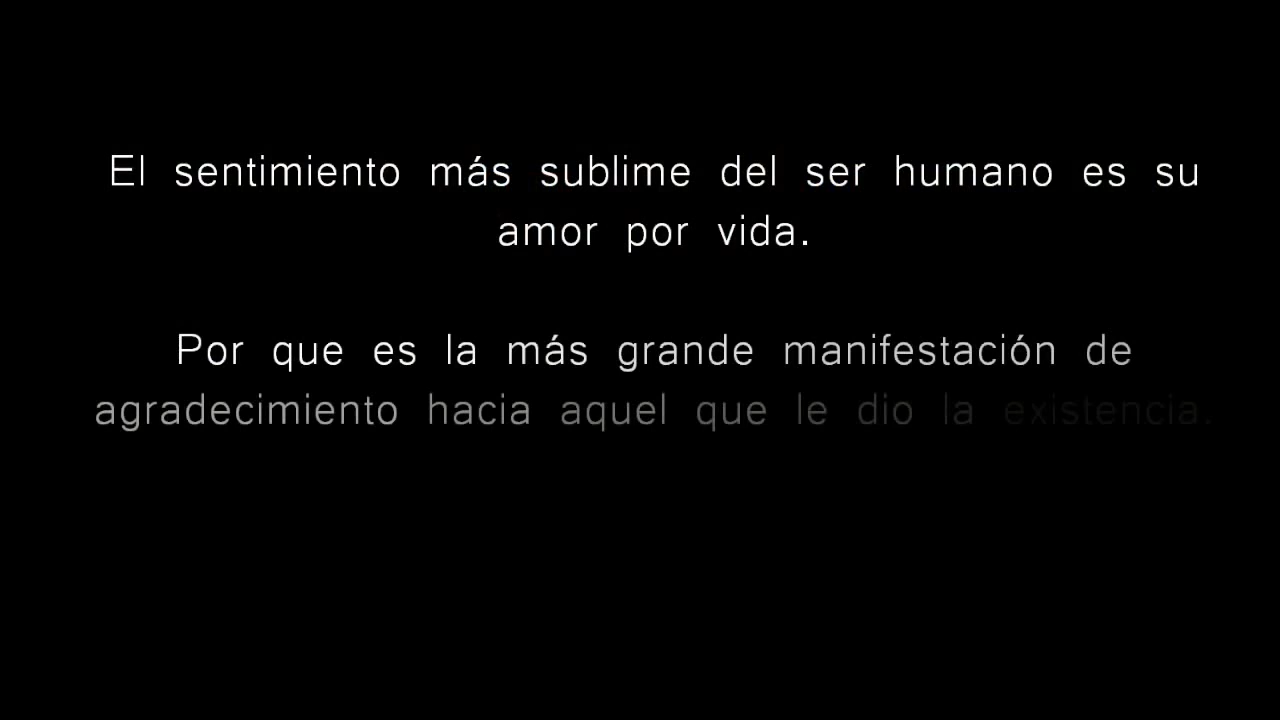 El sentimiento más sublime del ser humano es su
amor por vida.
Por que es la más grande manifestación de
agradecimiento hacia aquel que le dio la existencia.